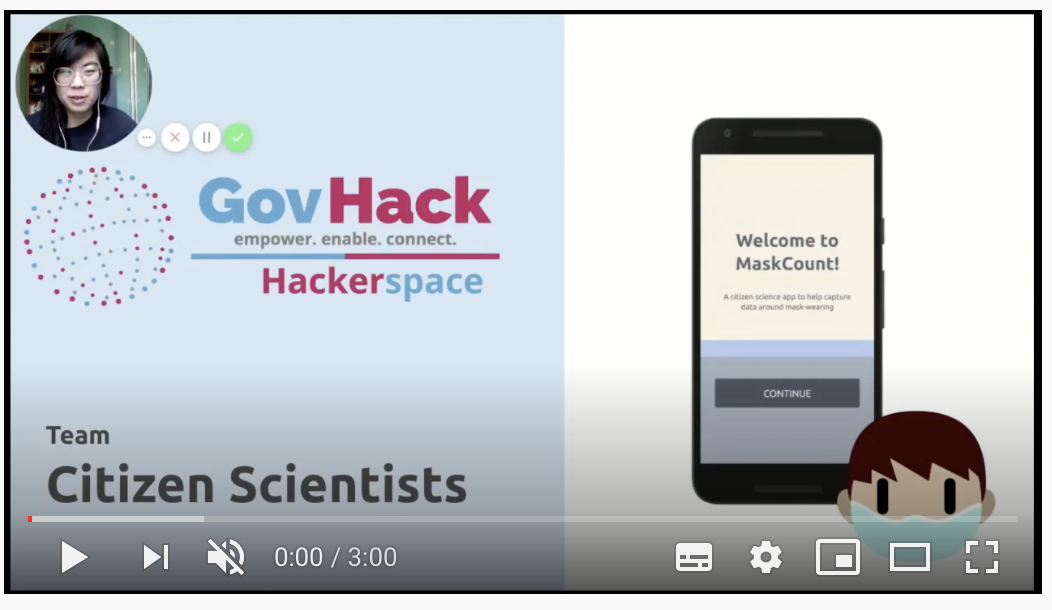 GovHack
empower. enable. connect.
Hackerspace
Team
Citizen Scientists
Welcome to
MaskCount!
A citizen science app to help capture
data around mask-wearing
CONTINUE
0:00 / 3:00